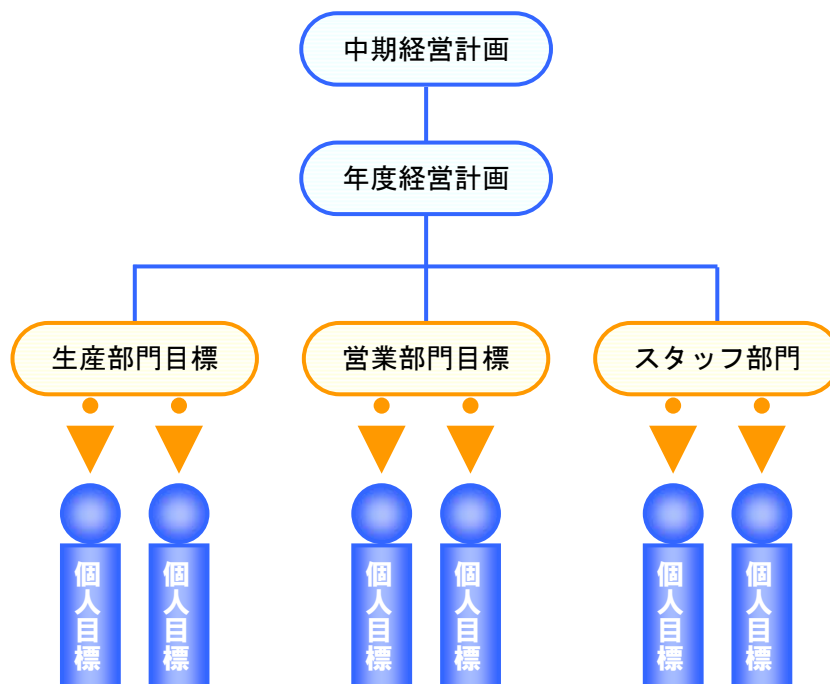 中期経営計画
年度経営計画
生産部門目標
営業部門目標
スタッフ部門
個人目標
個人目標
個人目標
個人目標
個人目標
個人目標